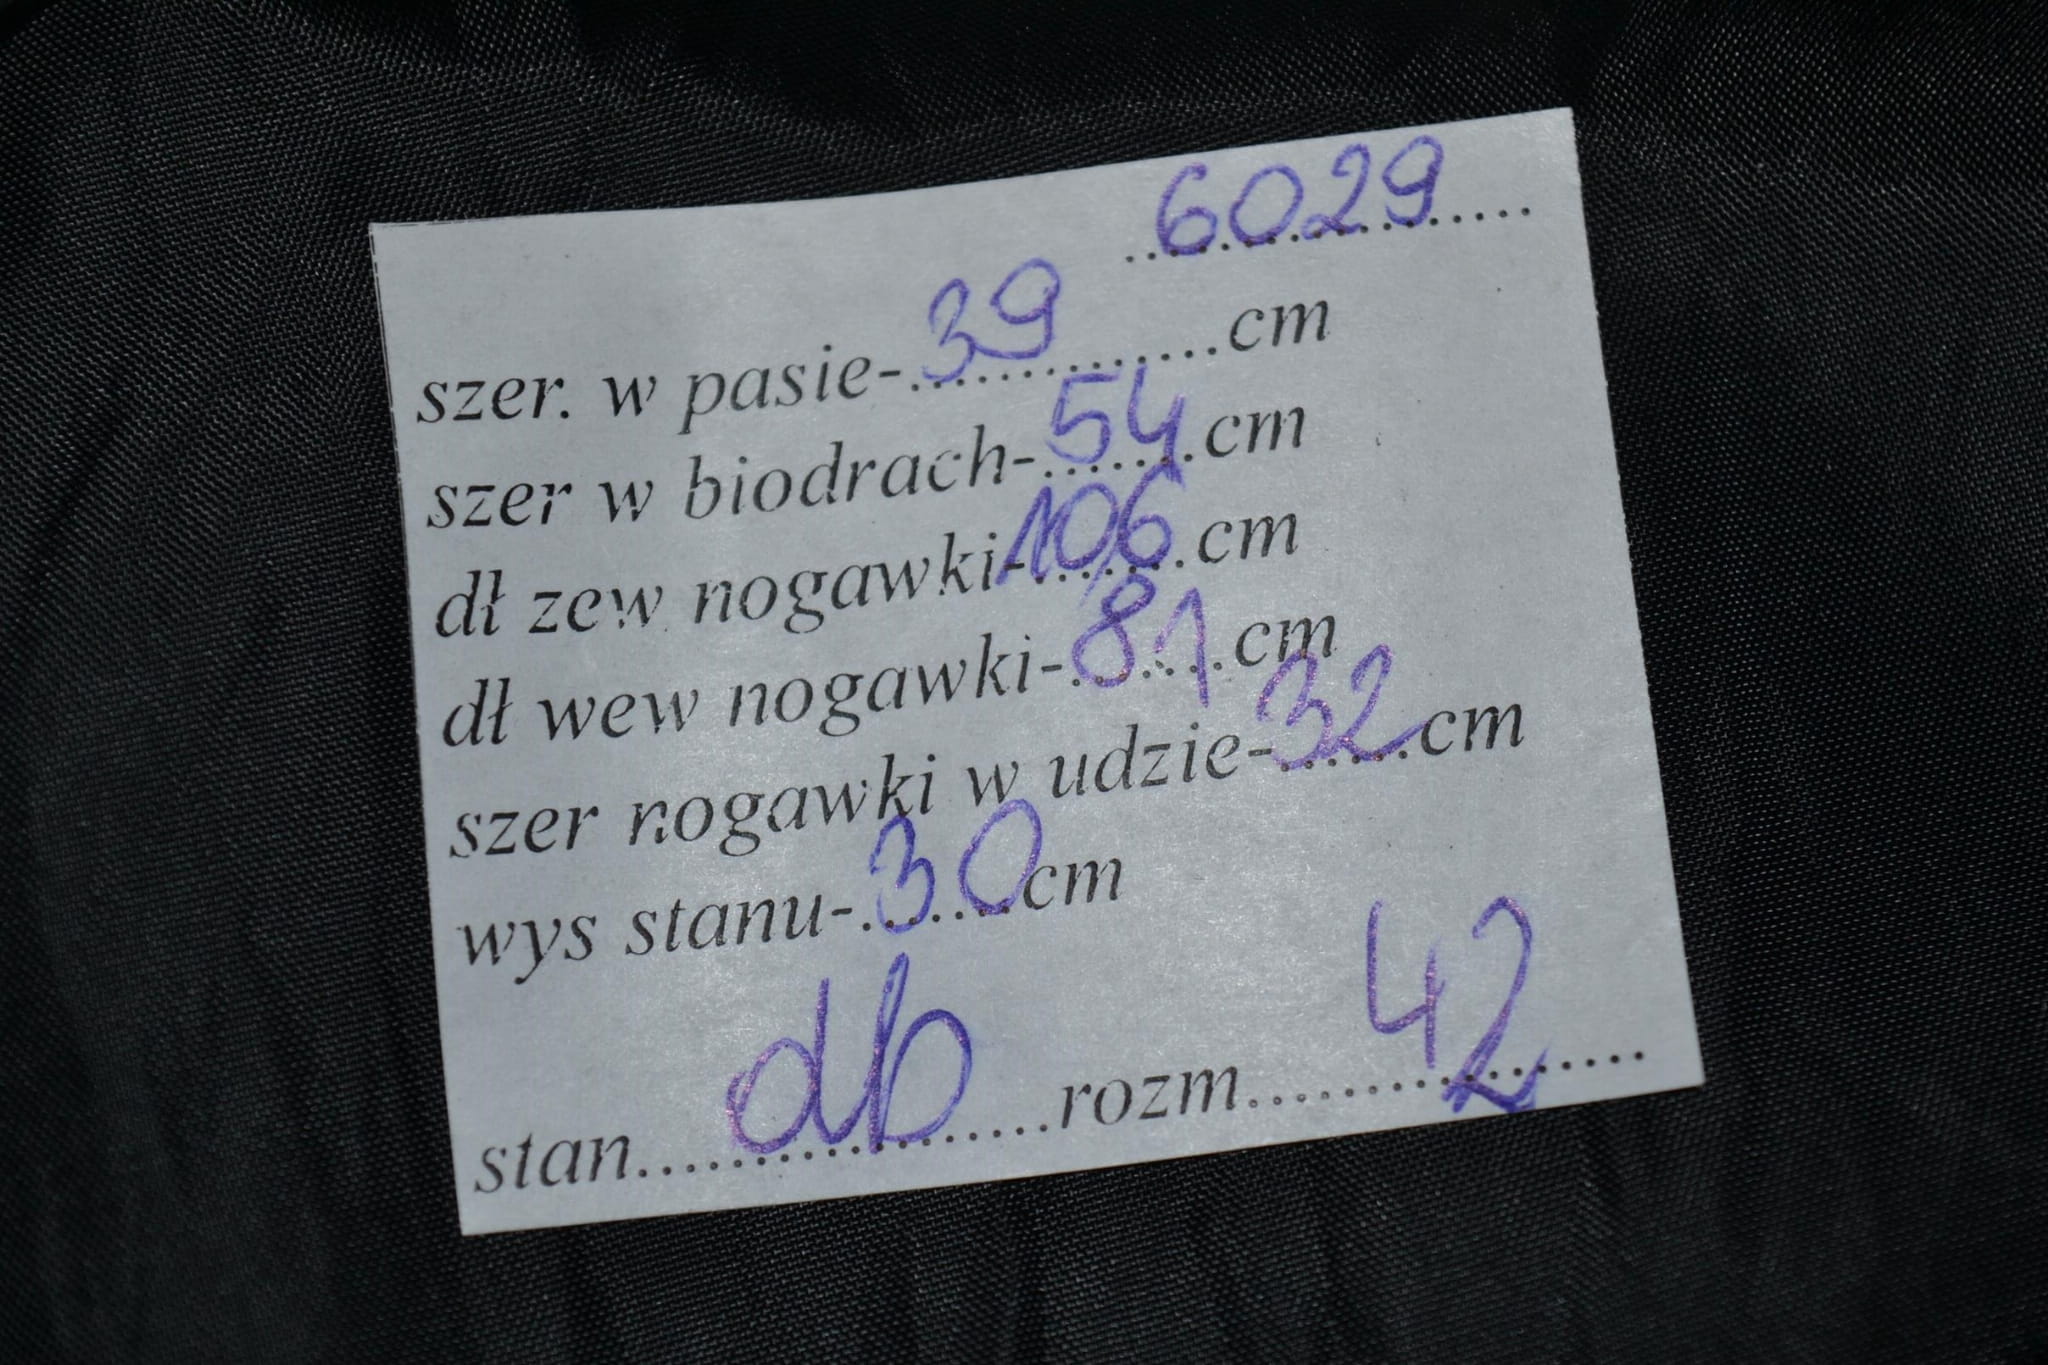 6029
szer. w pasie-39cm
szer w biodrach-54cm
dł zew nogawki-106cm
dł wew nogawki-81cm
szer nogawki w udzie-32cm
wys stanu-30cm
stan db rozm 42